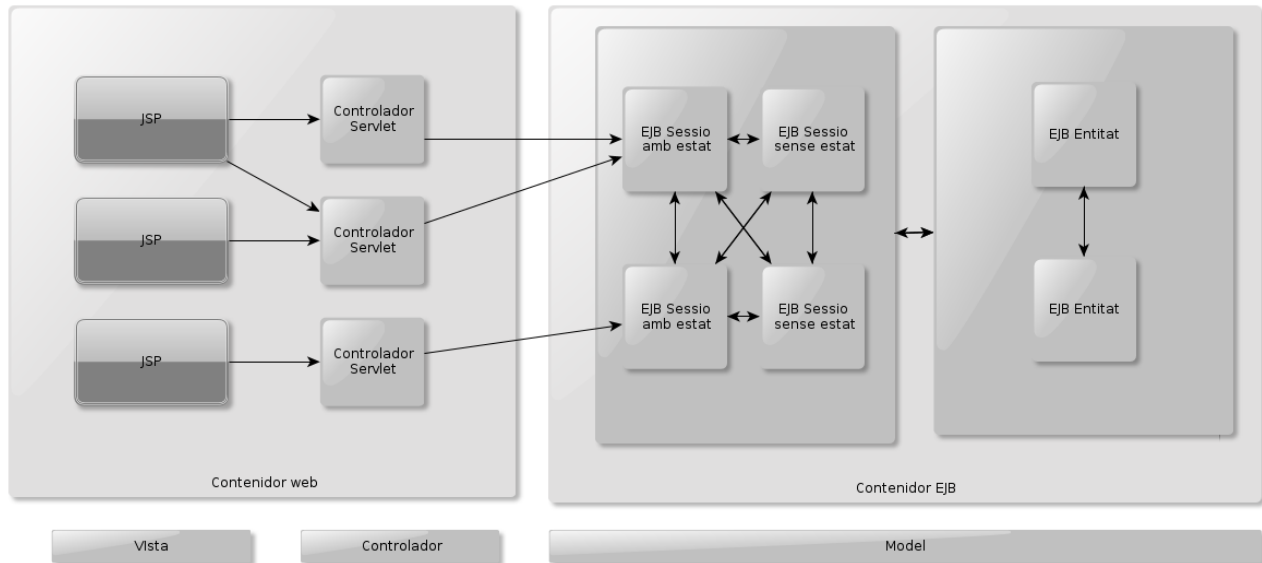 JSP
Controlador
Servlet
JSP
Controlador
Servlet
JSP
Controlador
Servlet
Contenidor web
EJB Sessio
amb estat
EJB Sessio
sense estat
EJB Sessio
amb estat
EJB Sessio
sense estat
EJB Entitat
EJB Entitat
Contenidor EJB
VIsta
Controlador
Model